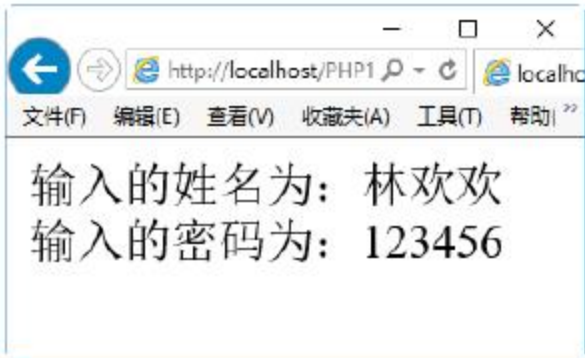 http://localhost/PHP1
localho
文件(F) 编辑(E) 查看(V) 收藏夹(A) 工具(T) 帮助(
输入的姓名为：林欢欢
输入的密码为：123456